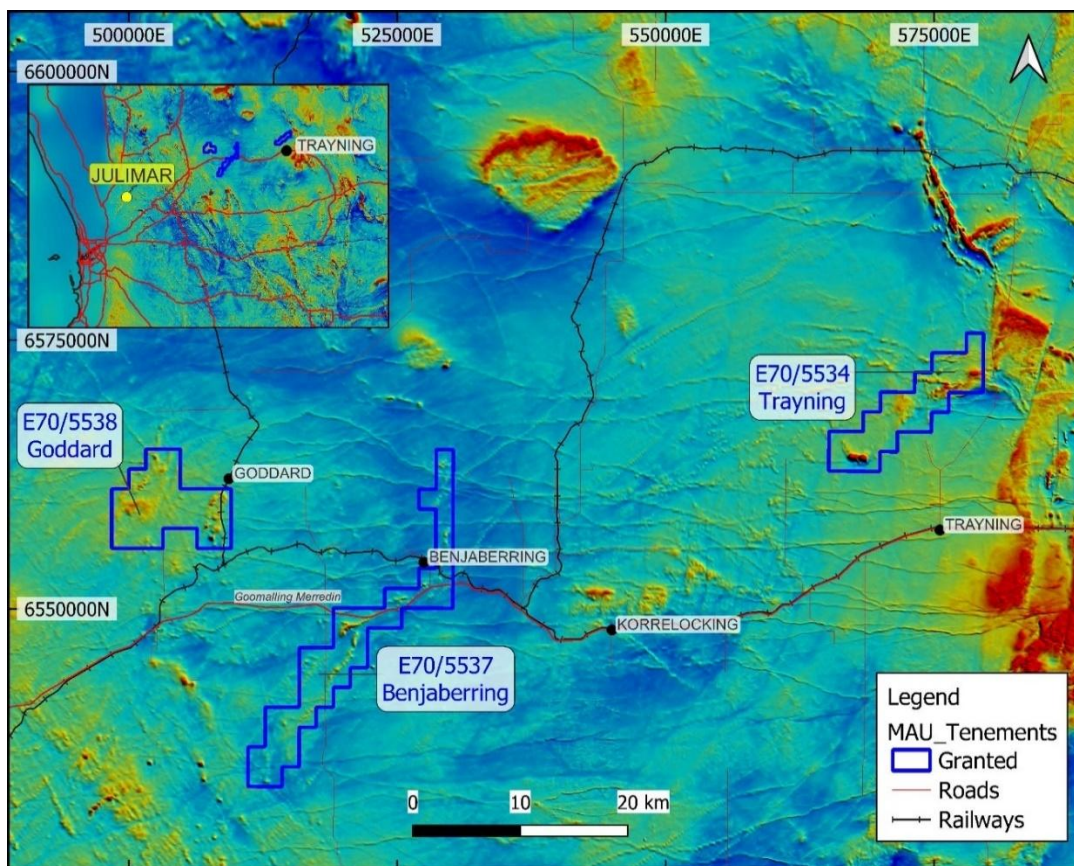 500000E
525000E
550000E
575000E
6600000N
TRAYNING
JULIMAR
6575000N
E70/5534
Trayning
E70/5538
Goddard
GODDARD
TRAYNING
BENJABERRING
6550000N
Goomalling Merredin
KORRELOCKING
E70/5537
Benjaberring
Legend
MAU_Tenements
Granted
Roads
Railways
0
10
20 km